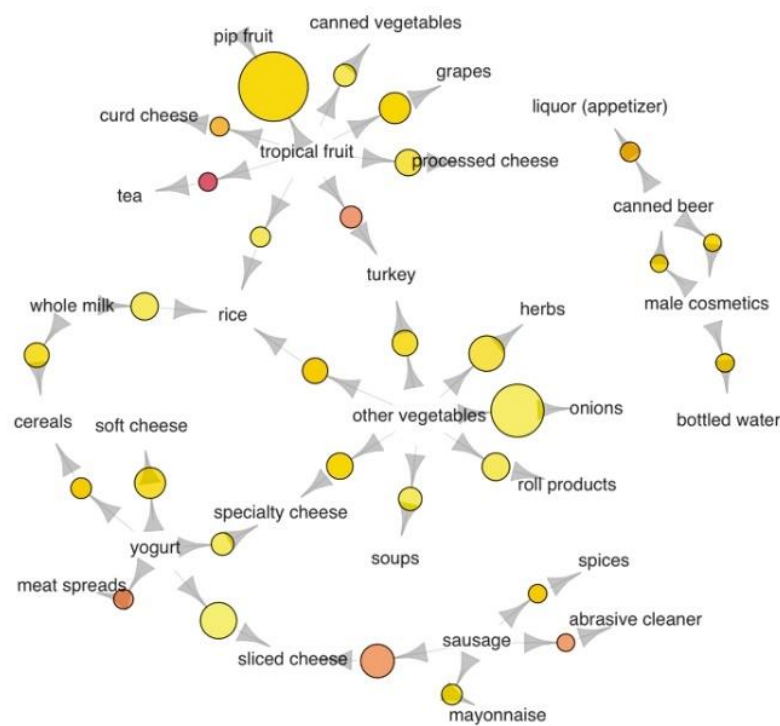 canned vegetables
pip fruit
grapes
liquor (appetizer)
curd cheese
tropical fruit
processed cheese
tea
canned beer
turkey
whole milk
rice
herbs
male cosmetics
cereals
soft cheese
other vegetables
onions
bottled water
roll products
specialty cheese
yogurt
soups
meat spreads
spices
abrasive cleaner
sausage
sliced cheese
mayonnaise